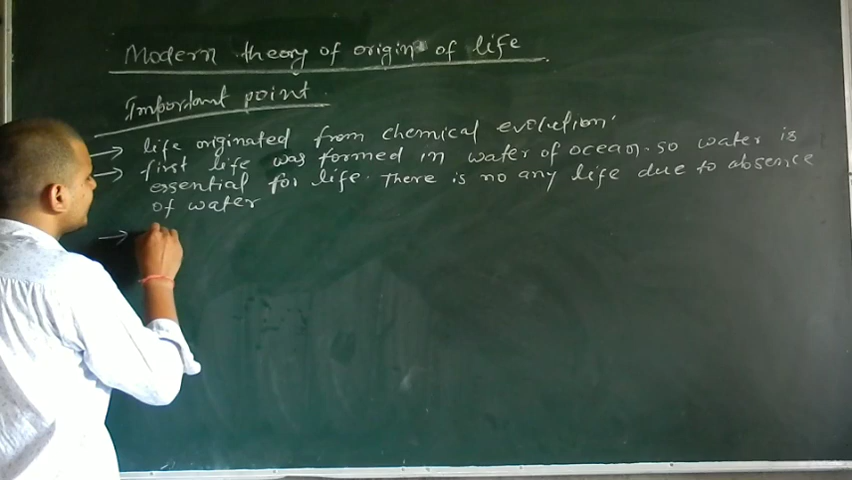 Modern theory of origin of life
Important point
→ life originated from chemical evolution.
→ first life was formed in water of ocean. so water is
essential for life. There is no any life due to absence
of water
→